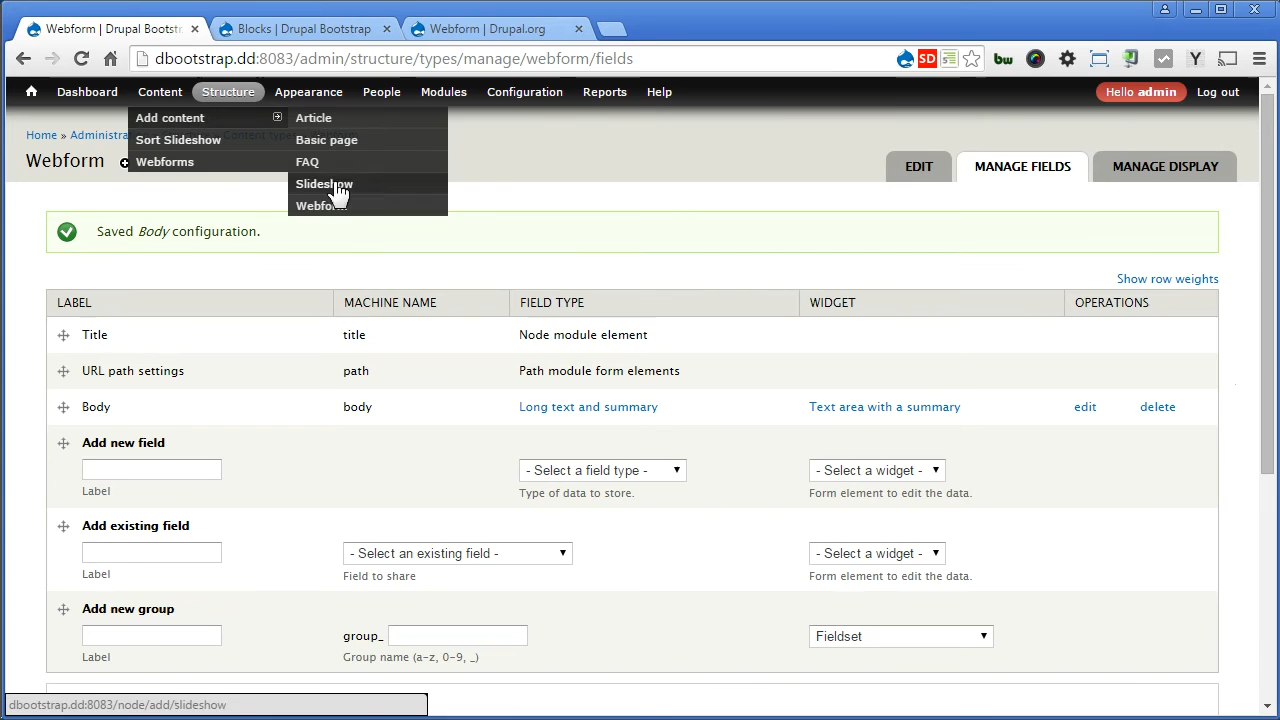 Webform | Drupal Bootstr
Blocks | Drupal Bootstrap
Webform | Drupal.org
dbootstrap.dd:8083/admin/structure/types/manage/webform/fields
SD
bw
Y
Dashboard Content Structure Appearance People Modules Configuration Reports Help Hello admin Log out
Add content Article
Home » Administra
Sort Slideshow Basic page
Webform Webforms FAQ EDIT MANAGE FIELDS MANAGE DISPLAY
Slideshow
Webform
Saved Body configuration.
Show row weights
LABEL MACHINE NAME FIELD TYPE WIDGET OPERATIONS
Title title Node module element
URL path settings path Path module form elements
Body body Long text and summary Text area with a summary edit delete
Add new field
- Select a field type - - Select a widget -
Label Type of data to store. Form element to edit the data.
Add existing field
- Select an existing field - - Select a widget -
Label Field to share Form element to edit the data.
Add new group
group_ Fieldset
Label Group name (a-z, 0-9, _)
dbootstrap.dd:8083/node/add/slideshow